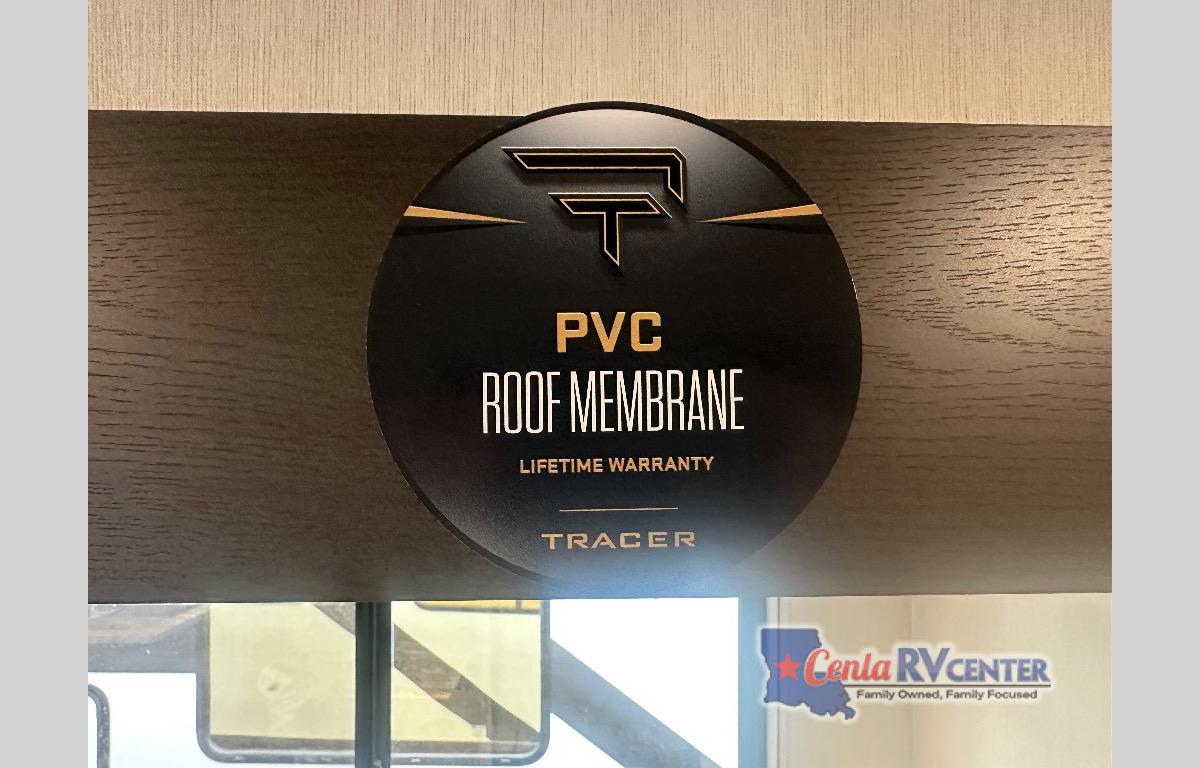 PVC
ROOF MEMBRANE
LIFETIME WARRANTY
TRACER
Cenla RV CENTER
Family Owned, Family Focused